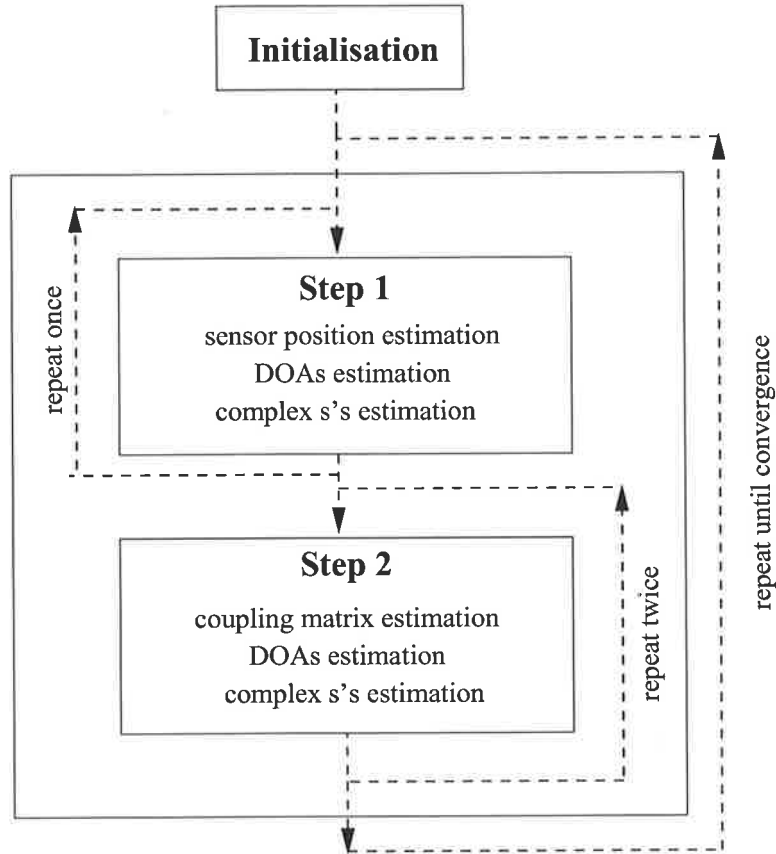 Initialisation
repeat once
Step 1
sensor position estimation
DOAs estimation
complex s's estimation
repeat until convergence
Step 2
coupling matrix estimation
DOAs estimation
complex s's estimation
repeat twice